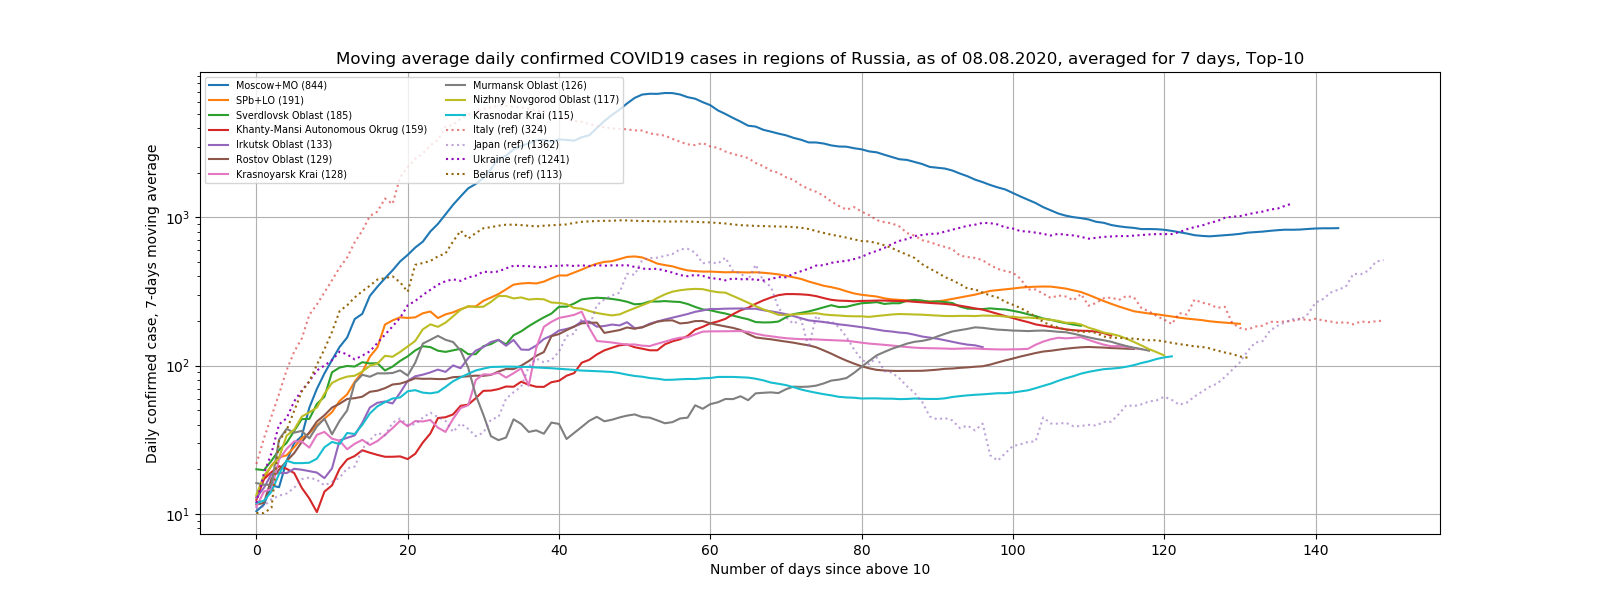 Moving average daily confirmed COVID19 cases in regions of Russia, as of 08.08.2020, averaged for 7 days, Top-10
Moscow+MO (844)
SPb+LO (191)
Sverdlovsk Oblast (185)
Khanty-Mansi Autonomous Okrug (159)
Irkutsk Oblast (133)
Rostov Oblast (129)
Krasnoyarsk Krai (128)
Murmansk Oblast (126)
Nizhny Novgorod Oblast (117)
Krasnodar Krai (115)
Italy (ref) (324)
Japan (ref) (1362)
Ukraine (ref) (1241)
Belarus (ref) (113)
Daily confirmed case, 7-days moving average
10³
10²
10¹
0 20 40 60 80 100 120 140
Number of days since above 10